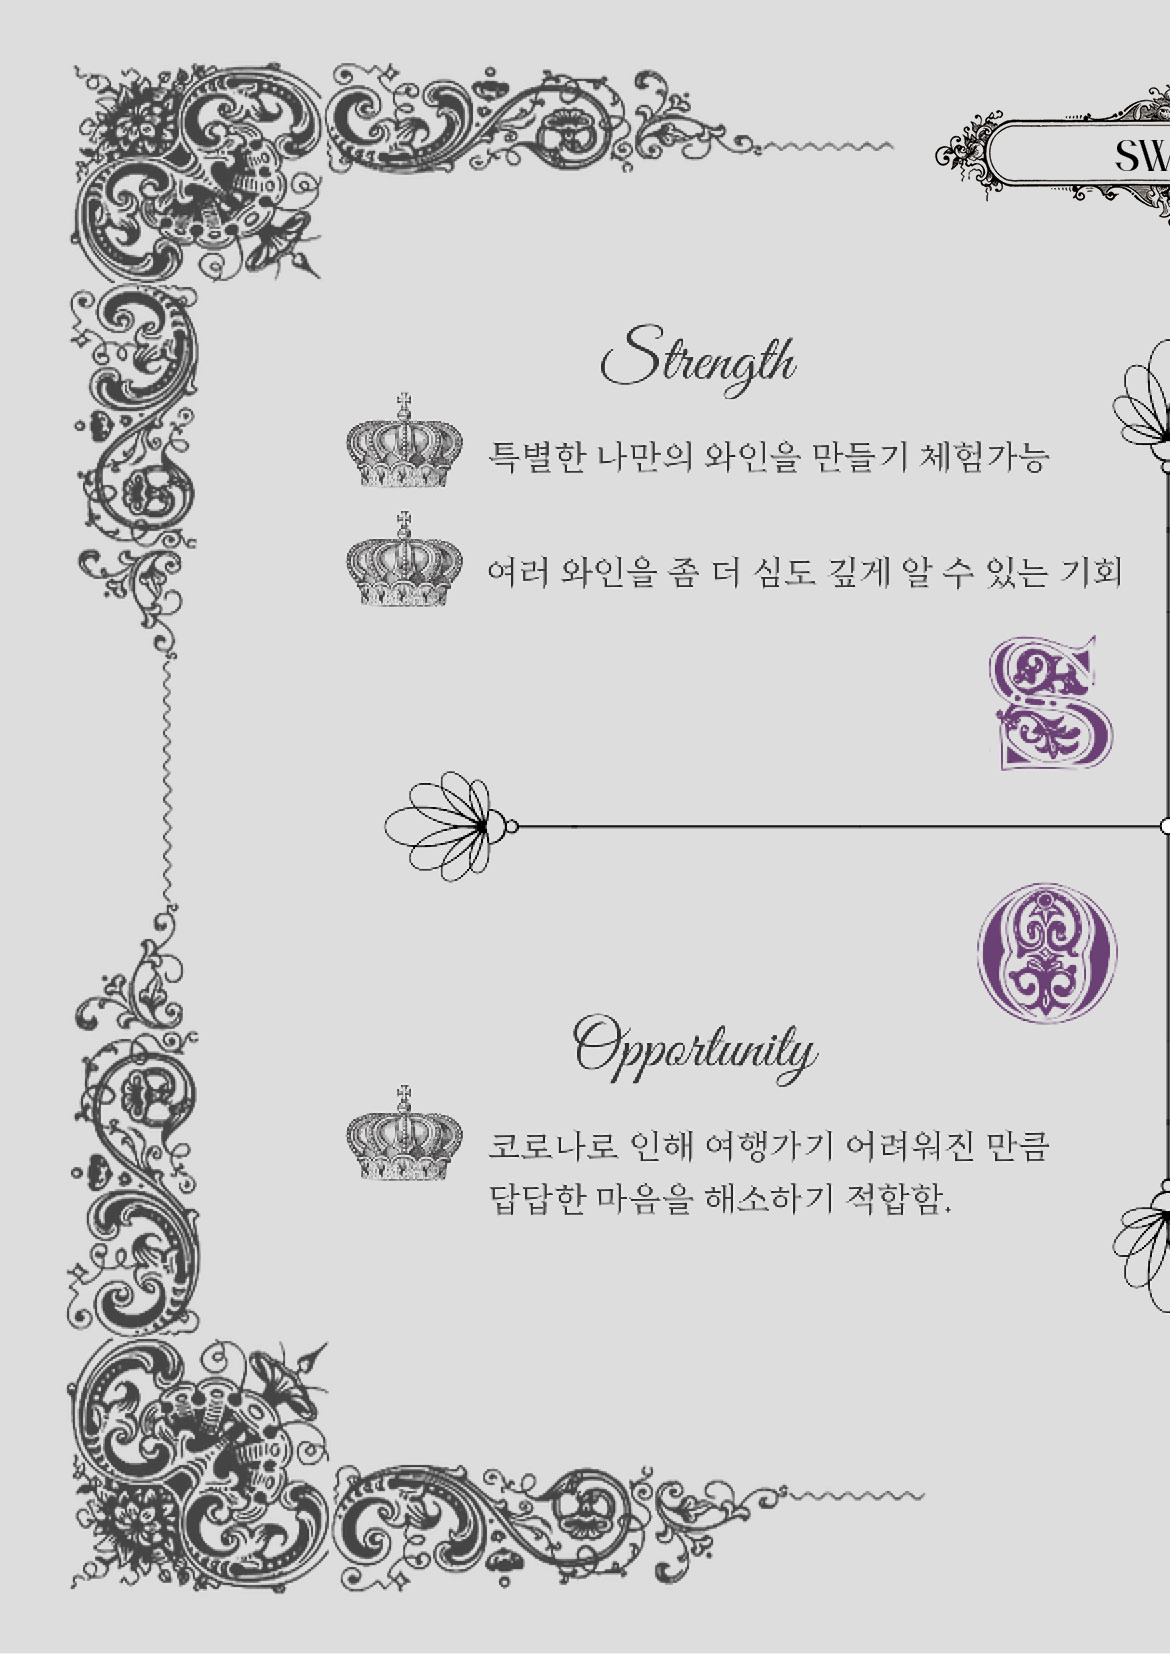 SW
Strength
특별한 나만의 와인을 만들기 체험가능
여러 와인을 좀 더 심도 깊게 알 수 있는 기회
S
O
Opportunity
코로나로 인해 여행가기 어려워진 만큼
답답한 마음을 해소하기 적합함.